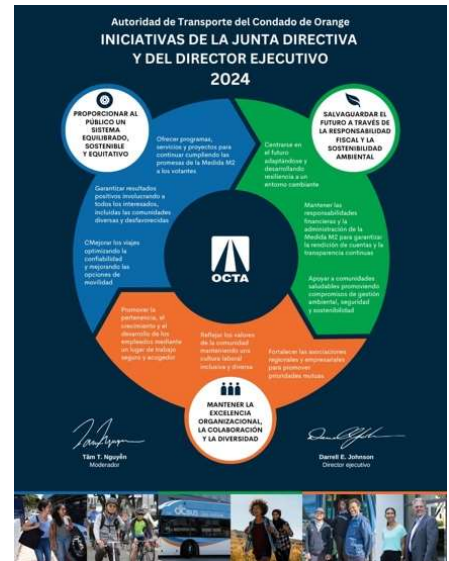 Autoridad de Transporte del Condado de Orange
INICIATIVAS DE LA JUNTA DIRECTIVA
Y DEL DIRECTOR EJECUTIVO
2024
PROPORCIONAR AL
PÚBLICO UN
SISTEMA
EQUILIBRADO,
SOSTENIBLE
Y EQUITATIVO
Ofrecer programas,
servicios y proyectos para
continuar cumpliendo las
promesas de la Medida M2
a los votantes
Garantizar resultados
positivos involucrando a
todos los interesados,
incluidas las comunidades
diversas y desfavorecidas
CMejorar los viajes
optimizando la
confiabilidad
y mejorando las
opciones de
movilidad
SALVAGUARDAR EL
FUTURO A TRAVÉS DE
LA RESPONSABILIDAD
FISCAL Y LA
SOSTENIBILIDAD
AMBIENTAL
Centrarse en
el futuro
adaptándose y
desarrollando
resiliencia a un
entorno cambiante
Mantener las
responsabilidades
financieras y la
administración de la
Medida M2 para garantizar
la rendición de cuentas y la
transparencia continuas
Apoyar a comunidades
saludables promoviendo
compromisos de gestión
ambiental, seguridad
y sostenibilidad
OCTA
Promover la
pertenencia, el
crecimiento y el
desarrollo de los
empleados mediante
un lugar de trabajo
seguro y acogedor
Reflejar los valores
de la comunidad
manteniendo una
cultura laboral
inclusiva y diversa
Fortalecer las asociaciones
regionales y empresariales
para promover
prioridades mutuas
MANTENER LA
EXCELENCIA
ORGANIZACIONAL,
LA COLABORACIÓN
Y LA DIVERSIDAD
Tâm T. Nguyễn
Moderador
Darrell E. Johnson
Director ejecutivo
OCBUS